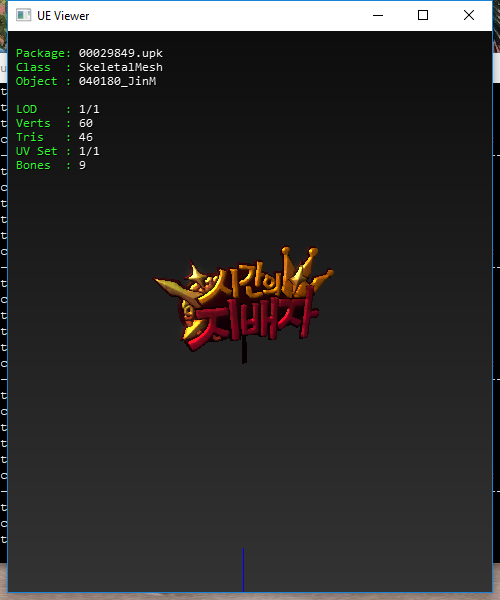 UE Viewer
Package: 00029849.upk
Class : SkeletalMesh
Object : 040180_JinM
LOD : 1/1
Verts : 60
Tris : 46
UV Set : 1/1
Bones : 9
시간의
지배자